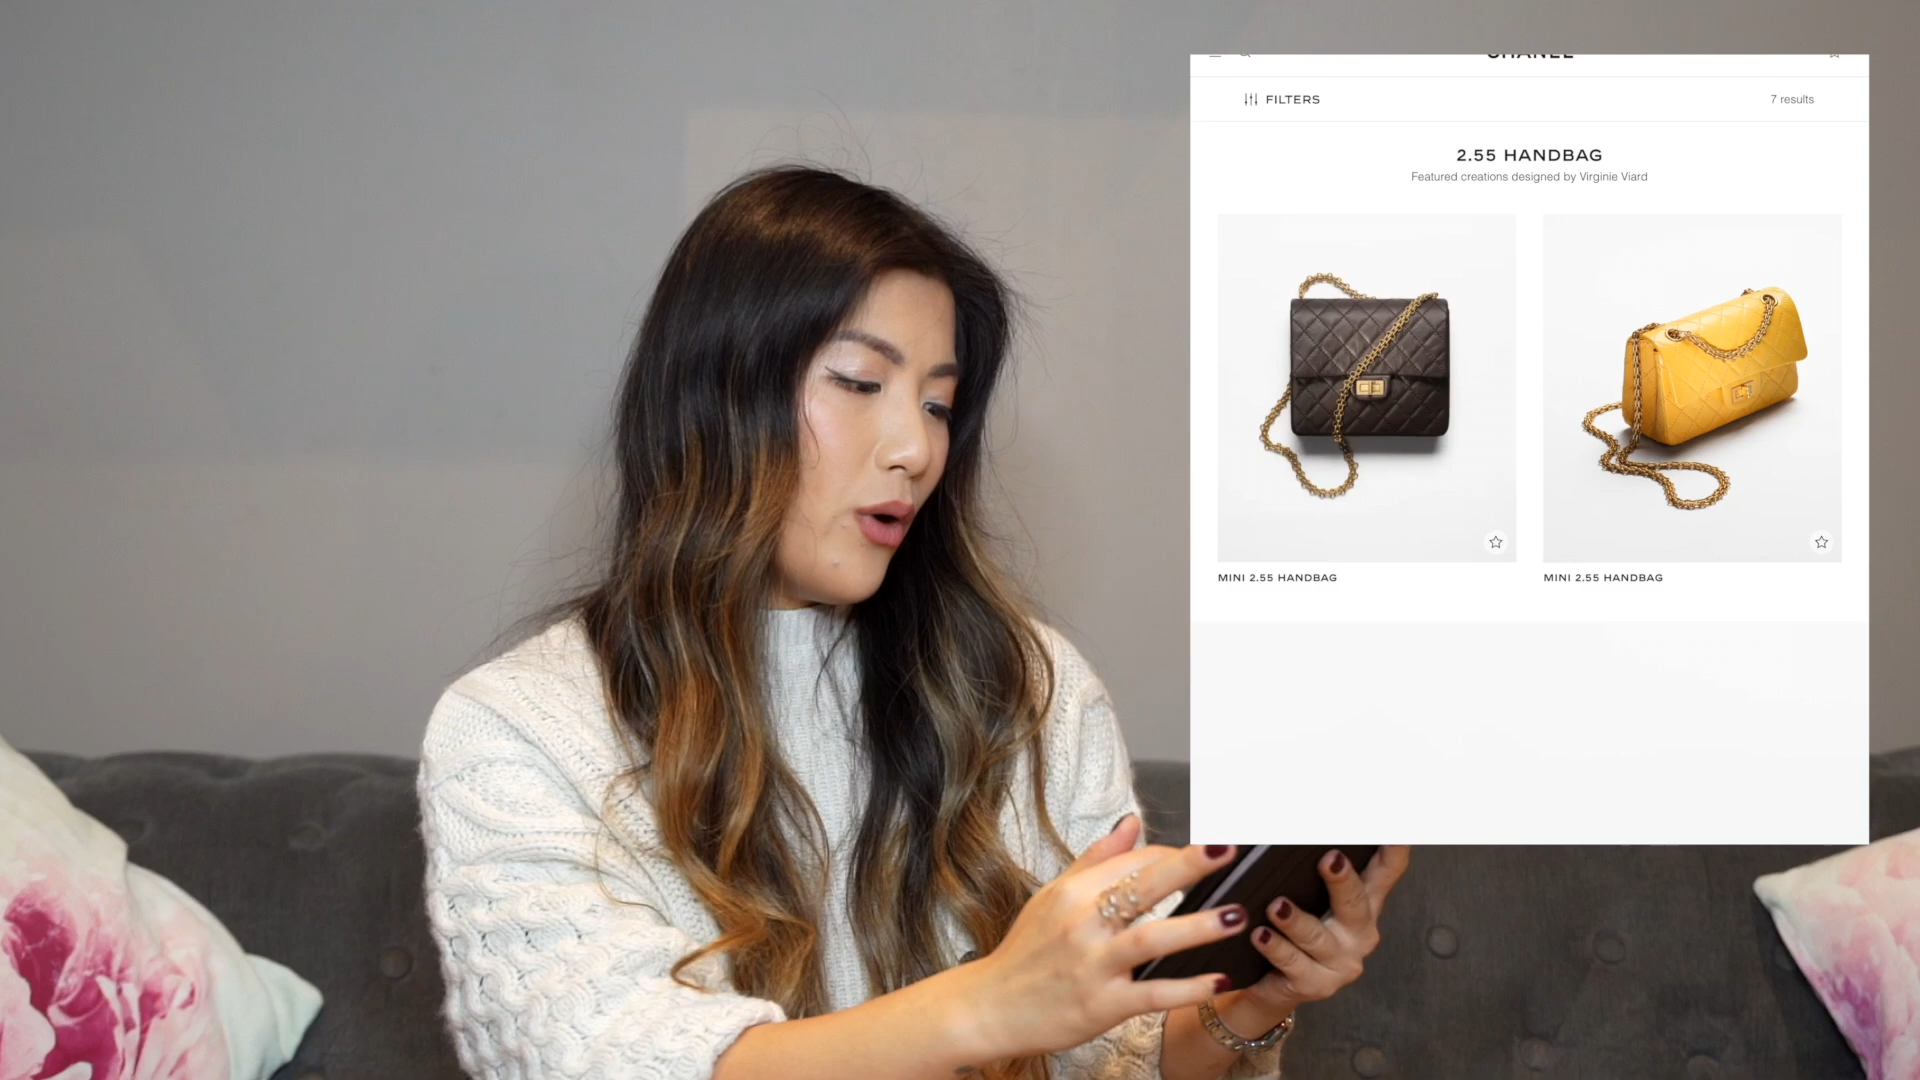 CHANEL
FILTERS
7 results
2.55 HANDBAG
Featured creations designed by Virginie Viard
MINI 2.55 HANDBAG
MINI 2.55 HANDBAG